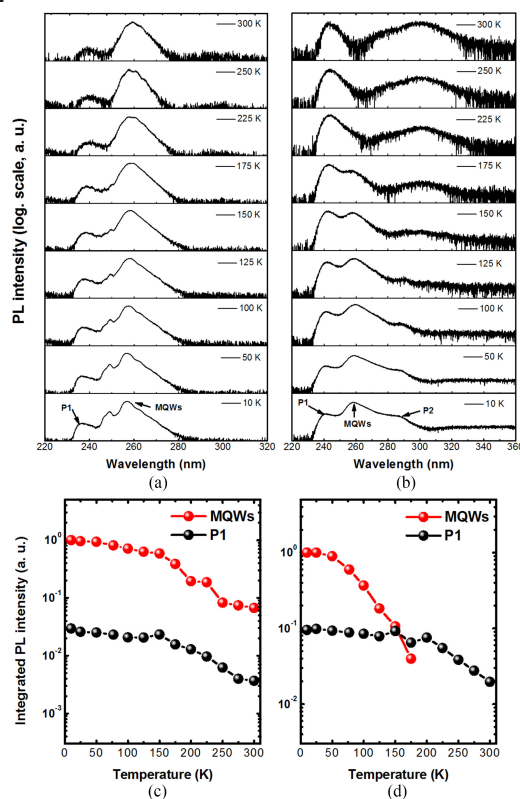 PL intensity (log. scale, a. u.)
300 K
250 K
225 K
175 K
150 K
125 K
100 K
50 K
10 K
P1
MQWs
220 240 260 280 300 320
Wavelength (nm)
(a)
300 K
250 K
225 K
175 K
150 K
125 K
100 K
50 K
10 K
P1
MQWs
P2
220 240 260 280 300 320 340 360
Wavelength (nm)
(b)
Integrated PL intensity (a. u.)
MQWs
P1
10^0
10^-1
10^-2
10^-3
0 50 100 150 200 250 300
Temperature (K)
(c)
MQWs
P1
10^0
10^-1
10^-2
0 50 100 150 200 250 300
Temperature (K)
(d)